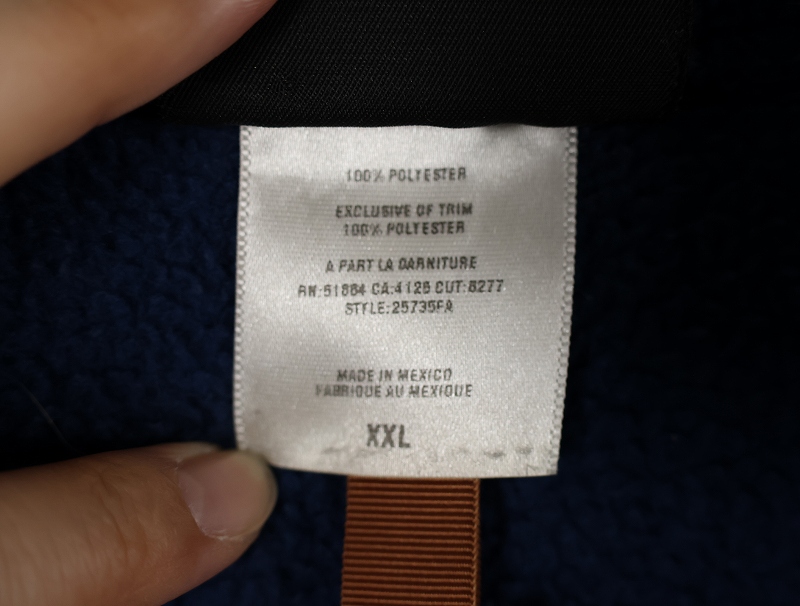 100% POLYESTER
EXCLUSIVE OF TRIM
100% POLYESTER
A PART LA GARNITURE
RN:51884 CA:4126 CUT:8277
STYLE:25735FA
MADE IN MEXICO
FABRIQUE AU MEXIQUE
XXL